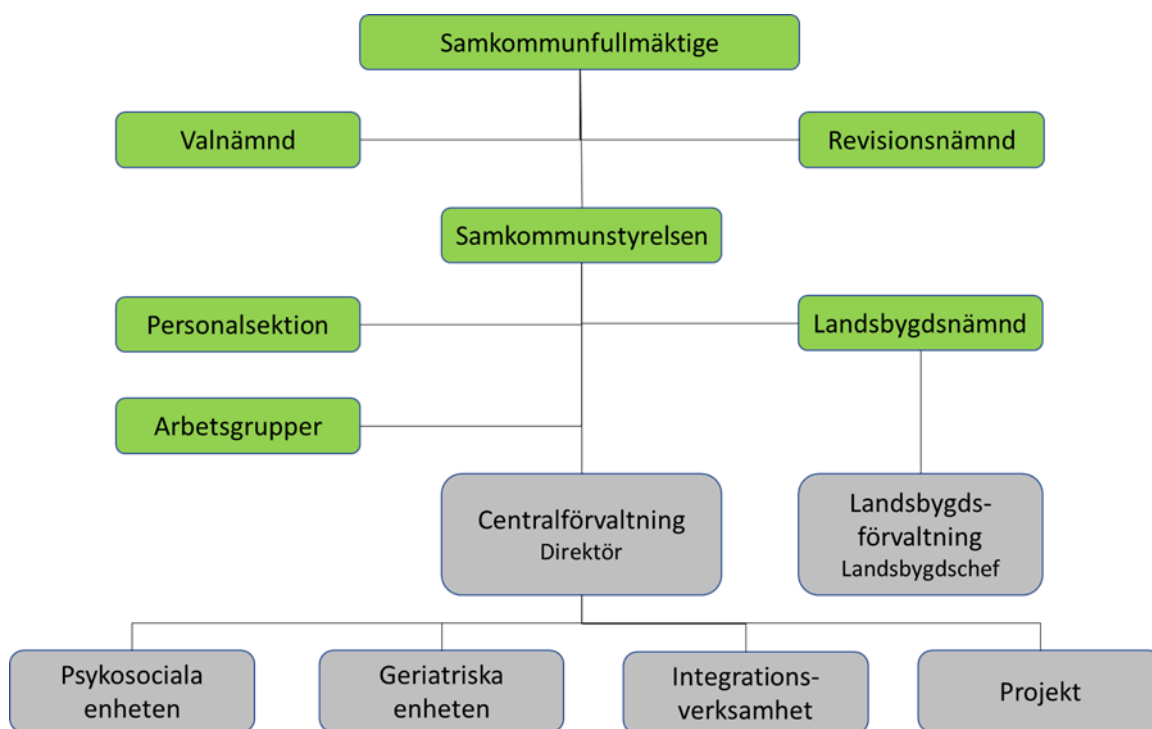 Samkommunfullmäktige
Valnämnd
Revisionsnämnd
Samkommunstyrelsen
Personalsektion
Landsbygdsnämnd
Arbetsgrupper
Centralförvaltning
Direktör
Landsbygds-
förvaltning
Landsbygdschef
Psykosociala
enheten
Geriatriska
enheten
Integrations-
verksamhet
Projekt